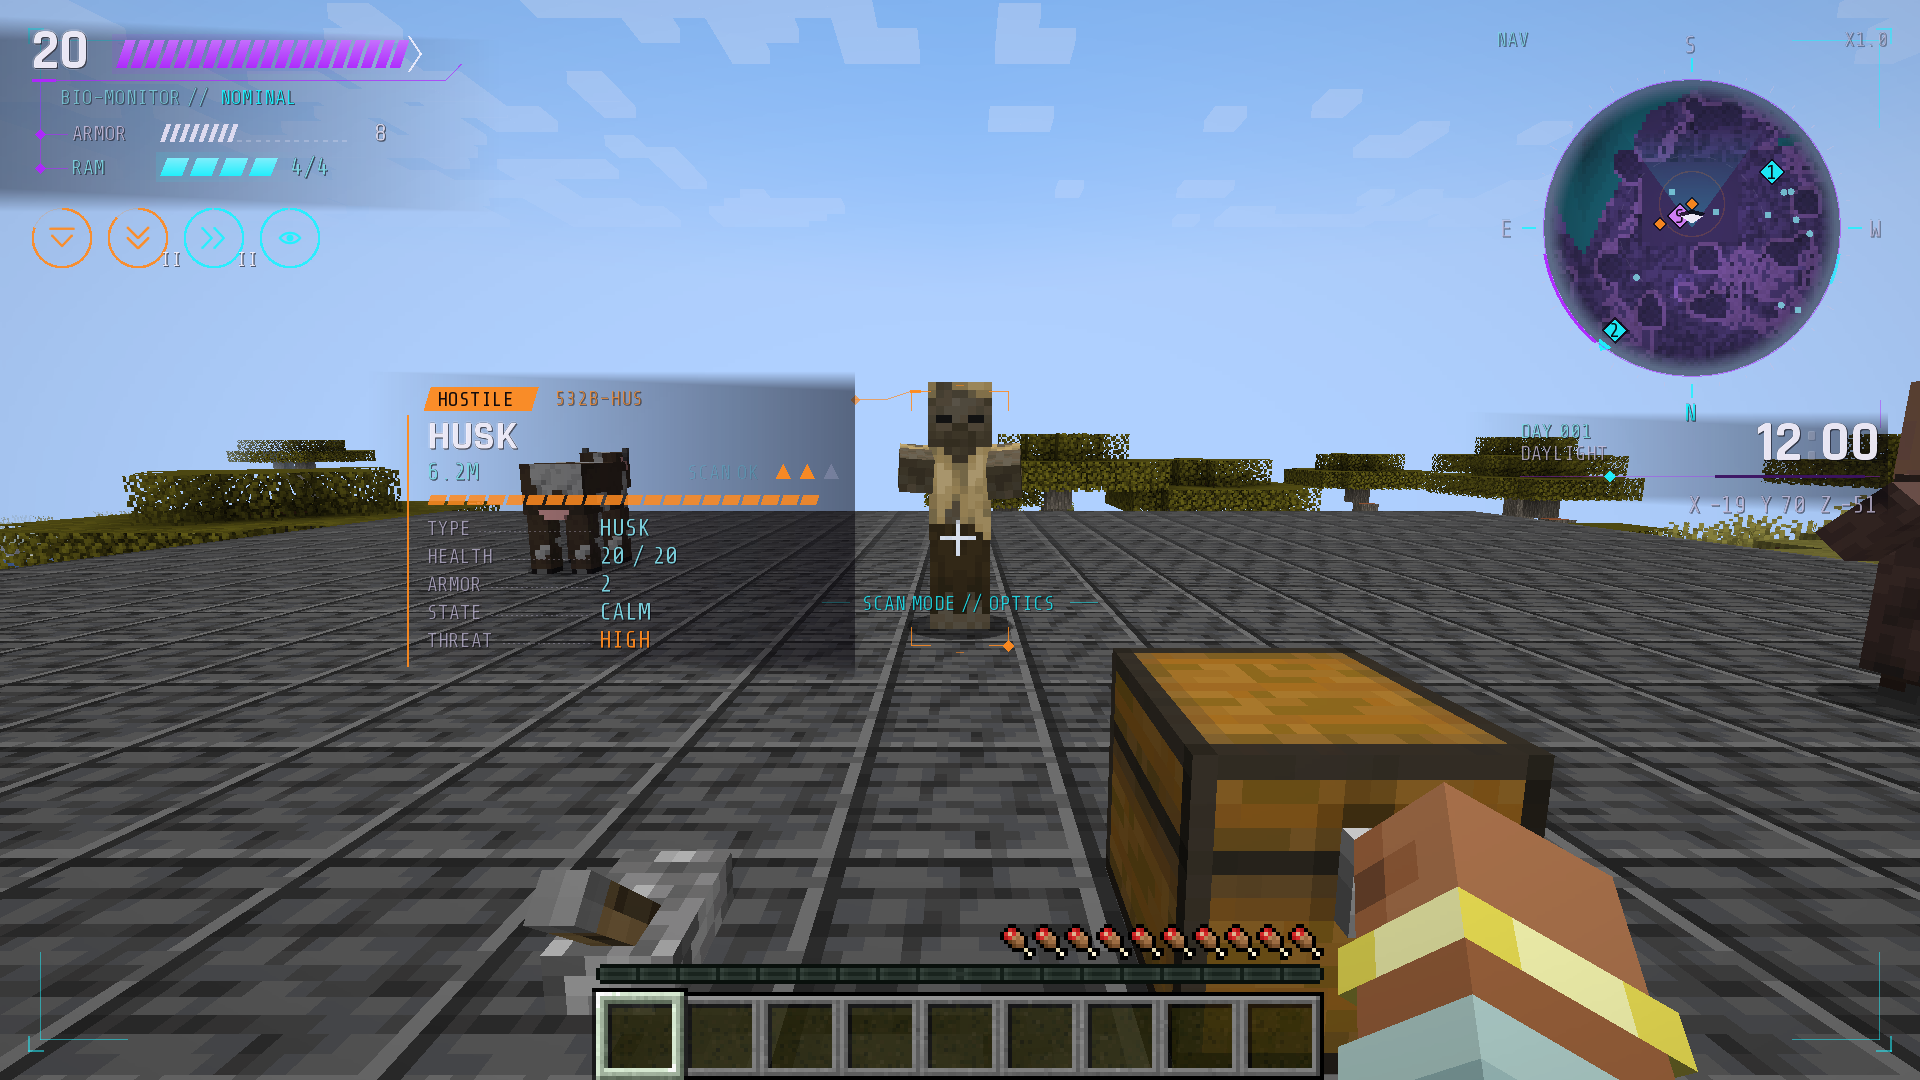 20
BIO-MONITOR // NOMINAL
ARMOR 8
RAM 4/4
II II
NAV X1.0
S
E W
N
1
2
S
DAY 001
DAYLIGHT
12:00
X -19 Y 70 Z -51
HOSTILE 532B-HUS
HUSK
6.2M SCAN OK
TYPE HUSK
HEALTH 20 / 20
ARMOR 2
STATE CALM
THREAT HIGH
SCAN MODE // OPTICS